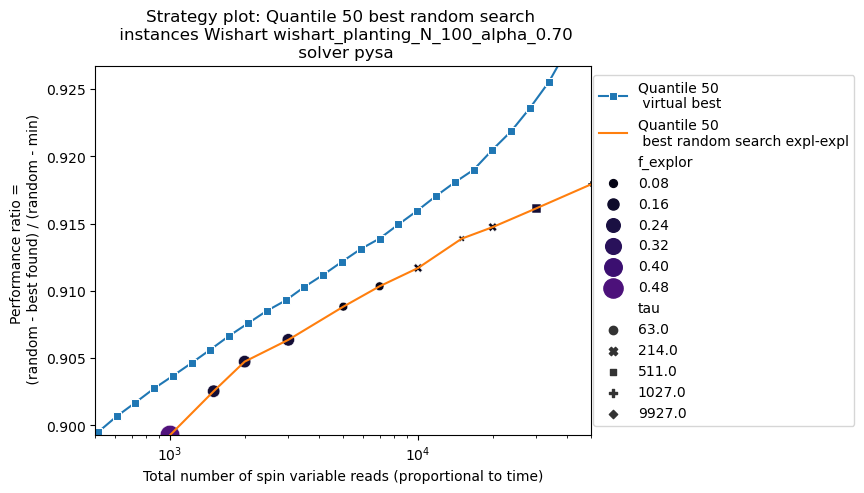 Strategy plot: Quantile 50 best random search
instances Wishart wishart_planting_N_100_alpha_0.70
solver pysa
Performance ratio =
(random - best found) / (random - min)
0.925
0.920
0.915
0.910
0.905
0.900
10³
10⁴
Total number of spin variable reads (proportional to time)
Quantile 50
virtual best
Quantile 50
best random search expl-expl
f_explor
0.08
0.16
0.24
0.32
0.40
0.48
tau
63.0
214.0
511.0
1027.0
9927.0